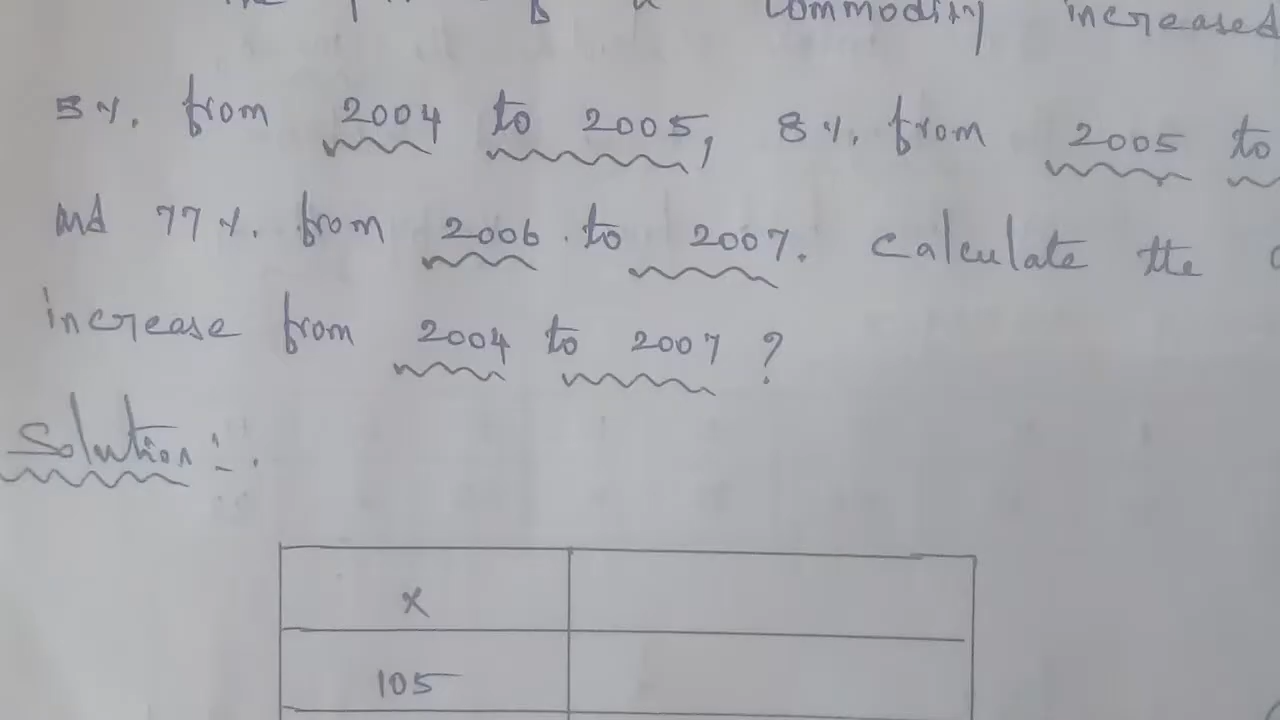 commodity increased
5%. from 2004 to 2005, 8%. from 2005 to
and 77%. from 2006. to 2007. Calculate the
increase from 2004 to 2007?
Solution:-.
x
105